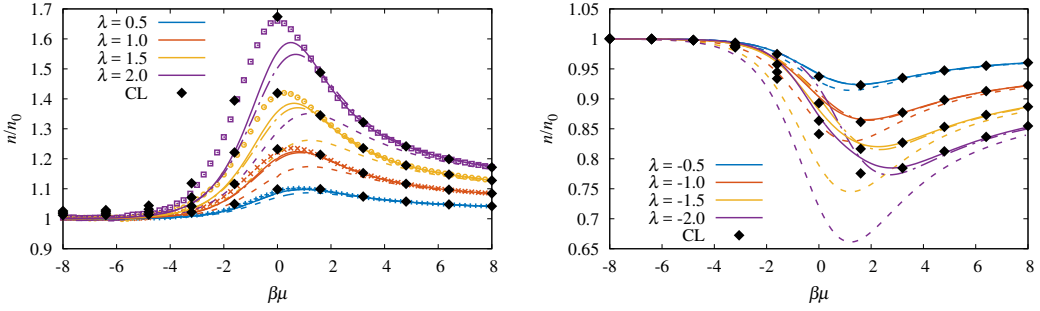 n/n0
1.7
1.6
1.5
1.4
1.3
1.2
1.1
1
0.9
λ = 0.5
λ = 1.0
λ = 1.5
λ = 2.0
CL
-8 -6 -4 -2 0 2 4 6 8
βμ
n/n0
1
0.95
0.9
0.85
0.8
0.75
0.7
0.65
λ = -0.5
λ = -1.0
λ = -1.5
λ = -2.0
CL
-8 -6 -4 -2 0 2 4 6 8
βμ